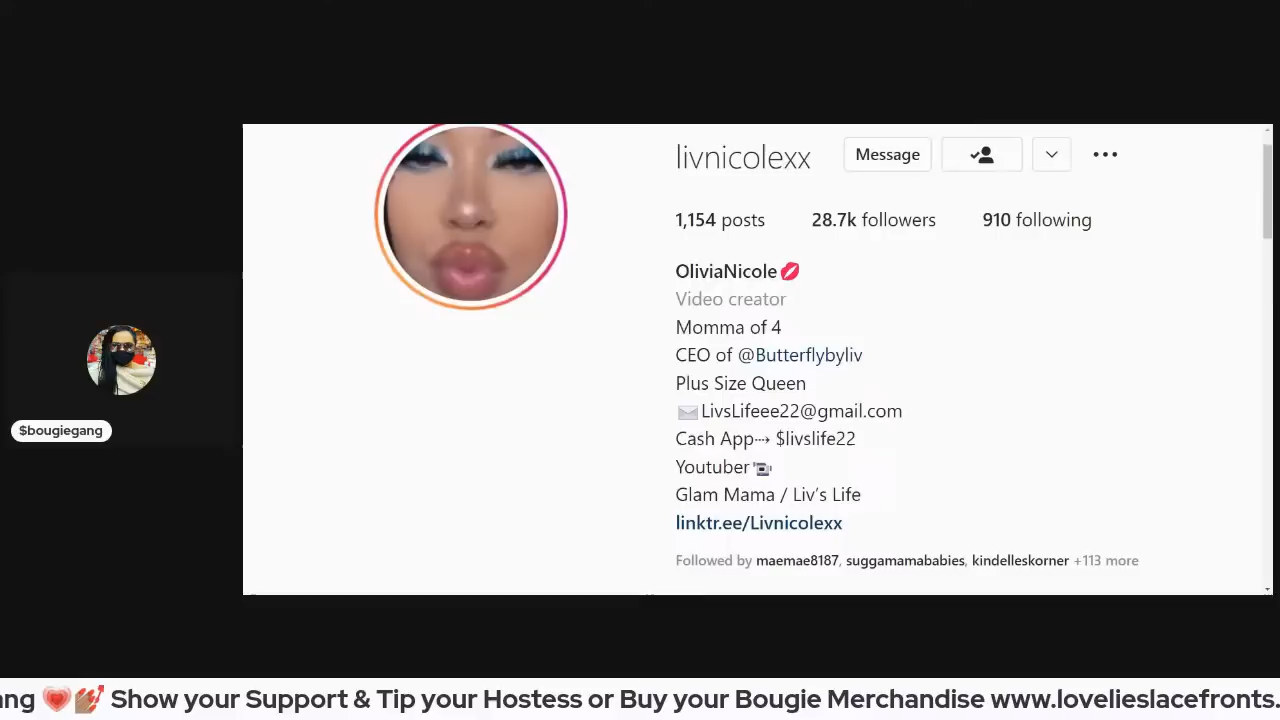 livnicolexx Message
1,154 posts 28.7k followers 910 following
OliviaNicole💋
Video creator
Momma of 4
CEO of @Butterflybyliv
Plus Size Queen
✉️LivsLifeee22@gmail.com
Cash App⤑ $livslife22
Youtuber📹
Glam Mama / Liv’s Life
linktr.ee/Livnicolexx
Followed by maemae8187, suggamamababies, kindelleskorner +113 more
$bougiegang
ang 💗💅🏽 Show your Support & Tip your Hostess or Buy your Bougie Merchandise www.lovelieslacefronts.